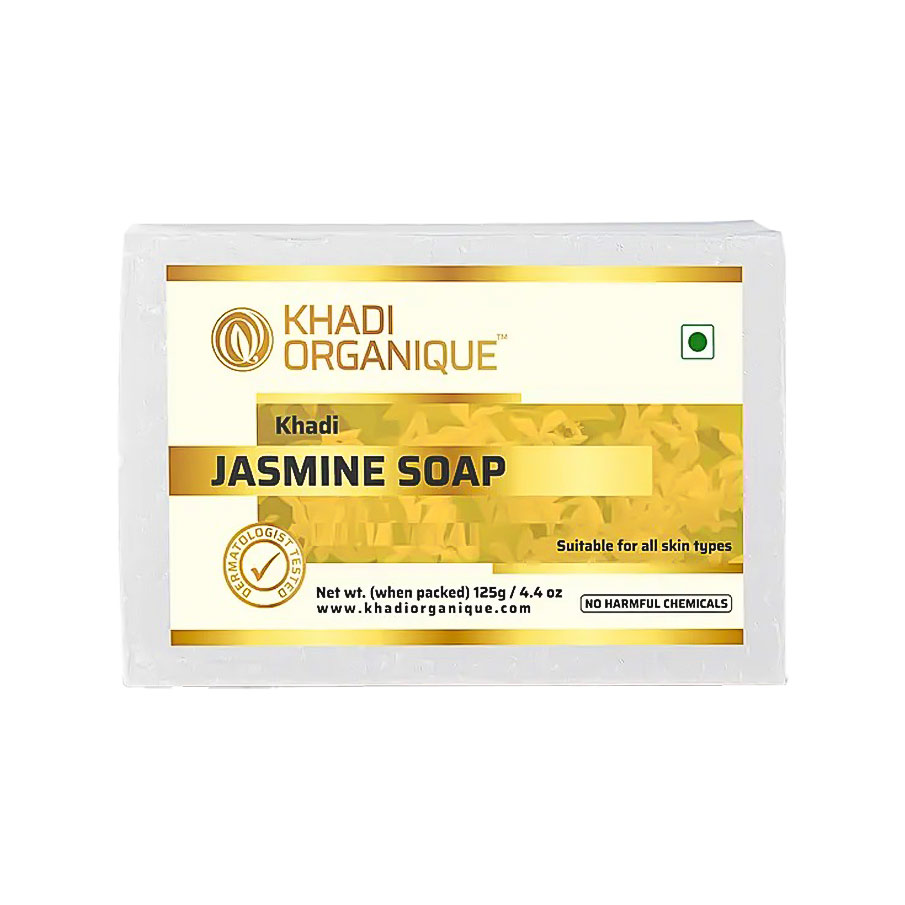 KHADI
ORGANIQUE™
Khadi
JASMINE SOAP
DERMATOLOGIST TESTED
Suitable for all skin types
Net wt. (when packed) 125g / 4.4 oz
www.khadiorganique.com
NO HARMFUL CHEMICALS